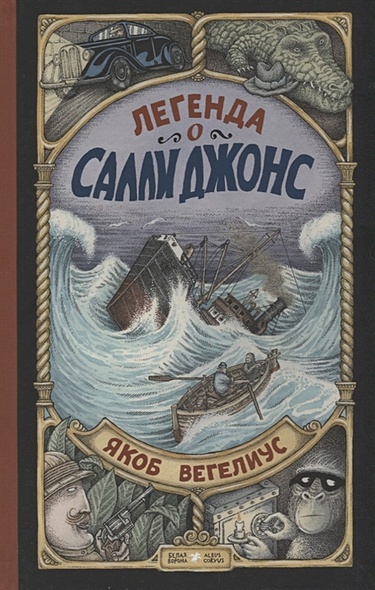 ЛЕГЕНДА
О
САЛЛИ ДЖОНС
ЯКОБ ВЕГЕЛИУС
БЕЛАЯ ВОРОНА
ALBUS CORVUS